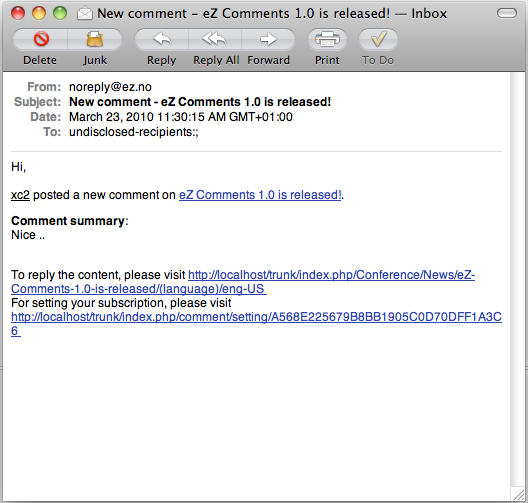 New comment – eZ Comments 1.0 is released! — Inbox
Delete Junk Reply Reply All Forward Print To Do
From: noreply@ez.no
Subject: New comment - eZ Comments 1.0 is released!
Date: March 23, 2010 11:30:15 AM GMT+01:00
To: undisclosed-recipients:;
Hi,
xc2 posted a new comment on eZ Comments 1.0 is released!.
Comment summary:
Nice ..
To reply the content, please visit http://localhost/trunk/index.php/Conference/News/eZ-
Comments-1.0-is-released/(language)/eng-US
For setting your subscription, please visit
http://localhost/trunk/index.php/comment/setting/A568E225679B8BB1905C0D70DFF1A3C
6